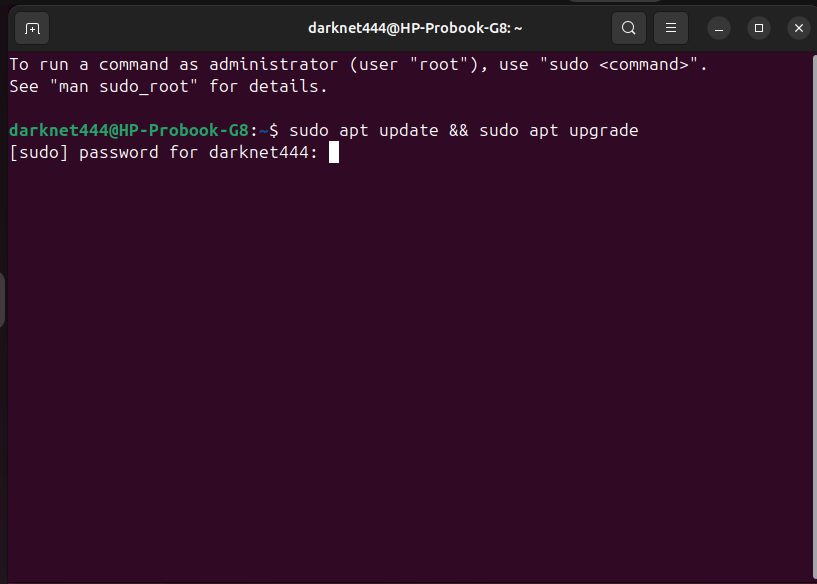 darknet444@HP-Probook-G8: ~
To run a command as administrator (user "root"), use "sudo <command>".
See "man sudo_root" for details.
darknet444@HP-Probook-G8:~$ sudo apt update && sudo apt upgrade
[sudo] password for darknet444: